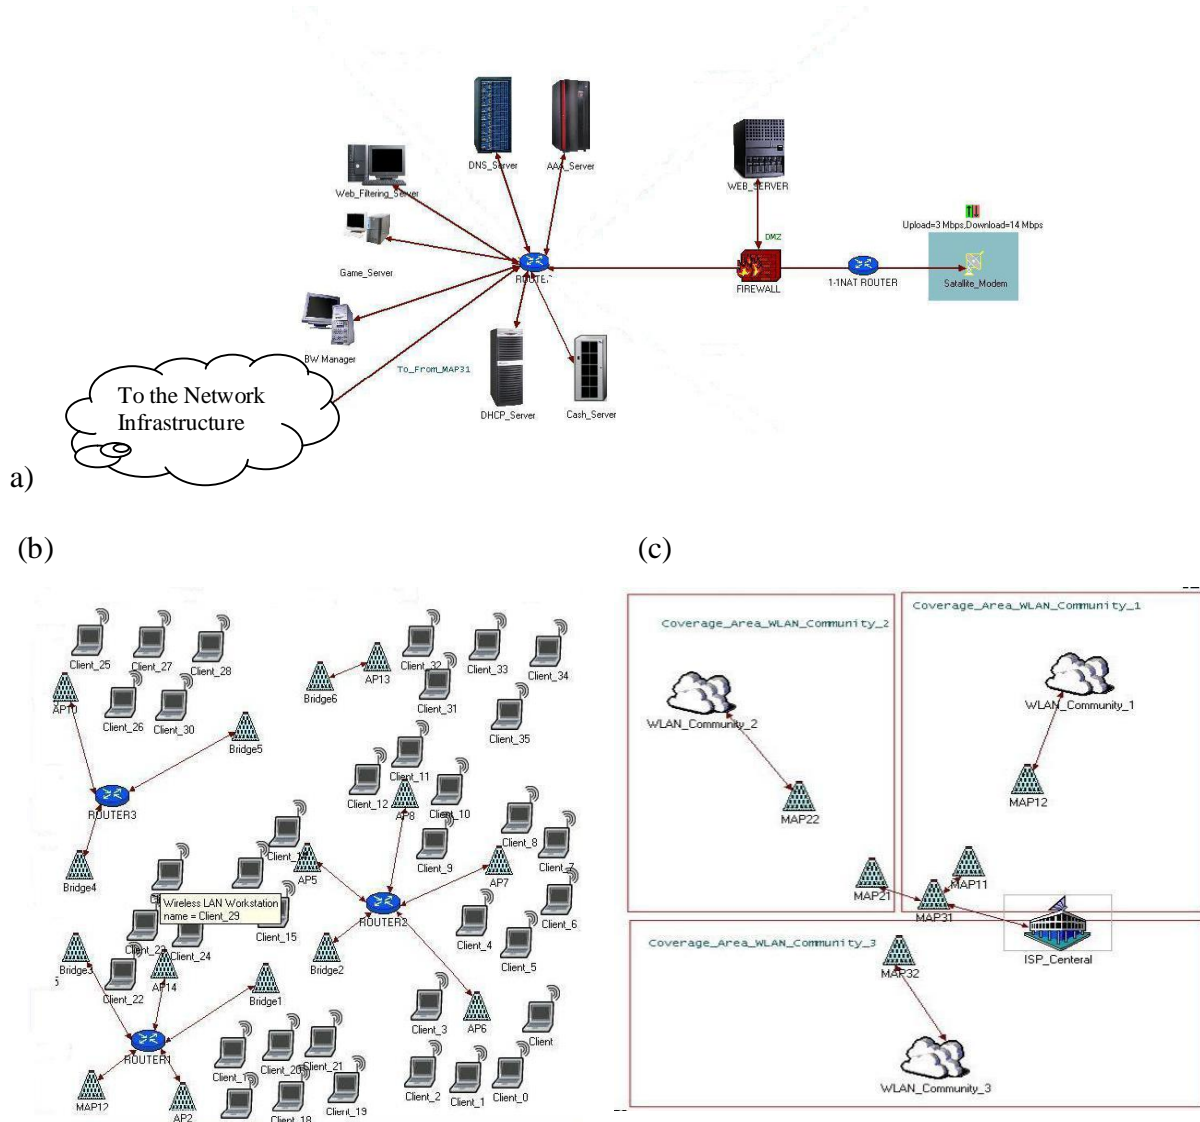 DNS_Server
AAA_Server
Web_Filtering_Server
WEB_SERVER
Upload=3 Mbps,Download=14 Mbps
DMZ
Game_Server
FIREWALL
1-1NAT ROUTER
Satallite_Modem
BW Manager
To_From_MAP31
To the Network
Infrastructure
DHCP_Server
Cash_Server
a)
(b)
(c)
Client_25
Client_27
Client_28
AP10
Client_26
Client_30
Bridge5
ROUTER3
Bridge4
Bridge6
AP13
Client_32
Client_33
Client_34
Client_31
Client_35
Client_11
Client_12
AP8
Client_10
Client_8
Client_9
Client_7
AP5
AP7
Wireless LAN Workstation
name = Client_29
ROUTER2
Client_6
Client_15
Client_4
Client_23
Client_24
Bridge2
Client_5
Bridge3
Client_22
AP14
Bridge1
Client_3
AP6
Client
ROUTER1
Client_20
Client_21
MAP12
AP2
Client_18
Client_19
Client_2
Client_1
Client_0
Coverage_Area_WLAN_Community_2
Coverage_Area_WLAN_Community_1
WLAN_Community_2
WLAN_Community_1
MAP22
MAP12
MAP21
MAP11
MAP31
ISP_Centeral
Coverage_Area_WLAN_Community_3
MAP32
WLAN_Community_3